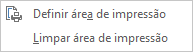 Definir área de impressão
Limpar área de impressão